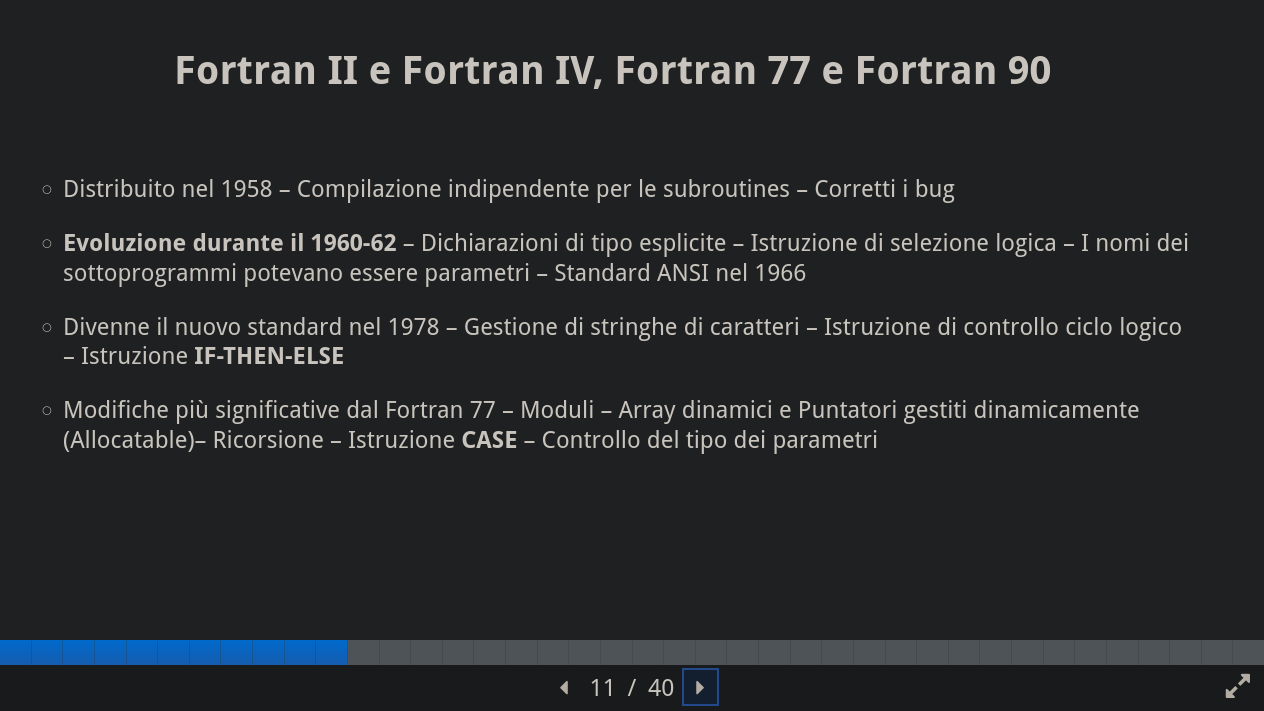 Fortran II e Fortran IV, Fortran 77 e Fortran 90
Distribuito nel 1958 – Compilazione indipendente per le subroutines – Corretti i bug
Evoluzione durante il 1960-62 – Dichiarazioni di tipo esplicite – Istruzione di selezione logica – I nomi dei
sottoprogrammi potevano essere parametri – Standard ANSI nel 1966
Divenne il nuovo standard nel 1978 – Gestione di stringhe di caratteri – Istruzione di controllo ciclo logico
– Istruzione IF-THEN-ELSE
Modifiche più significative dal Fortran 77 – Moduli – Array dinamici e Puntatori gestiti dinamicamente
(Allocatable)– Ricorsione – Istruzione CASE – Controllo del tipo dei parametri
11 / 40